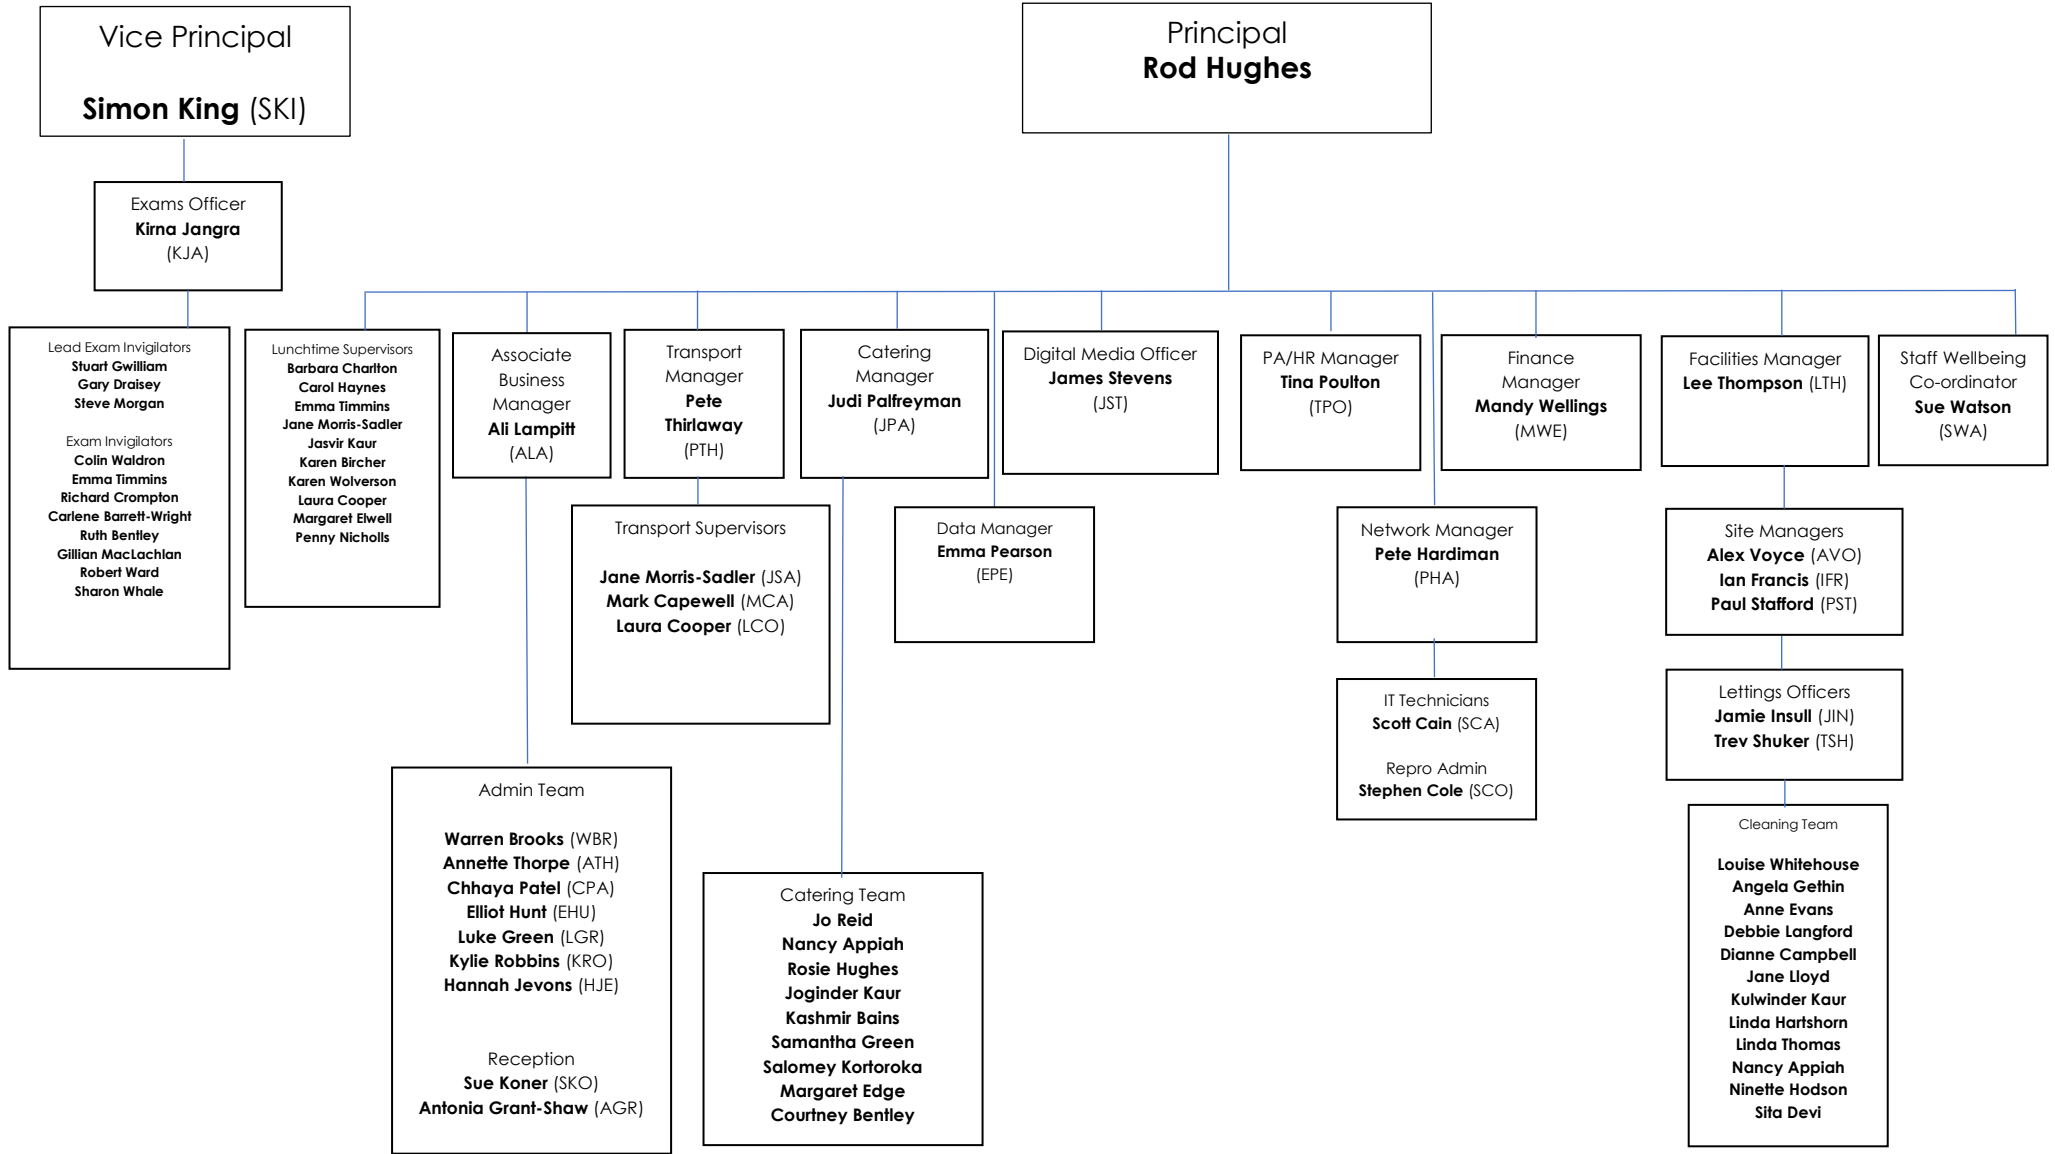 Vice Principal
Simon King (SKI)
Principal
Rod Hughes
Exams Officer
Kirna Jangra
(KJA)
Lead Exam Invigilators
Stuart Gwilliam
Gary Draisey
Steve Morgan
Exam Invigilators
Colin Waldron
Emma Timmins
Richard Crompton
Carlene Barrett-Wright
Ruth Bentley
Gillian MacLachlan
Robert Ward
Sharon Whale
Lunchtime Supervisors
Barbara Charlton
Carol Haynes
Emma Timmins
Jane Morris-Sadler
Jasvir Kaur
Karen Bircher
Karen Wolverson
Laura Cooper
Margaret Elwell
Penny Nicholls
Associate
Business
Manager
Ali Lampitt
(ALA)
Transport
Manager
Pete
Thirlaway
(PTH)
Catering
Manager
Judi Palfreyman
(JPA)
Digital Media Officer
James Stevens
(JST)
PA/HR Manager
Tina Poulton
(TPO)
Finance
Manager
Mandy Wellings
(MWE)
Facilities Manager
Lee Thompson (LTH)
Staff Wellbeing
Co-ordinator
Sue Watson
(SWA)
Transport Supervisors
Jane Morris-Sadler (JSA)
Mark Capewell (MCA)
Laura Cooper (LCO)
Data Manager
Emma Pearson
(EPE)
Network Manager
Pete Hardiman
(PHA)
Site Managers
Alex Voyce (AVO)
Ian Francis (IFR)
Paul Stafford (PST)
IT Technicians
Scott Cain (SCA)
Repro Admin
Stephen Cole (SCO)
Lettings Officers
Jamie Insull (JIN)
Trev Shuker (TSH)
Admin Team
Warren Brooks (WBR)
Annette Thorpe (ATH)
Chhaya Patel (CPA)
Elliot Hunt (EHU)
Luke Green (LGR)
Kylie Robbins (KRO)
Hannah Jevons (HJE)
Reception
Sue Koner (SKO)
Antonia Grant-Shaw (AGR)
Catering Team
Jo Reid
Nancy Appiah
Rosie Hughes
Joginder Kaur
Kashmir Bains
Samantha Green
Salomey Kortoroka
Margaret Edge
Courtney Bentley
Cleaning Team
Louise Whitehouse
Angela Gethin
Anne Evans
Debbie Langford
Dianne Campbell
Jane Lloyd
Kulwinder Kaur
Linda Hartshorn
Linda Thomas
Nancy Appiah
Ninette Hodson
Sita Devi